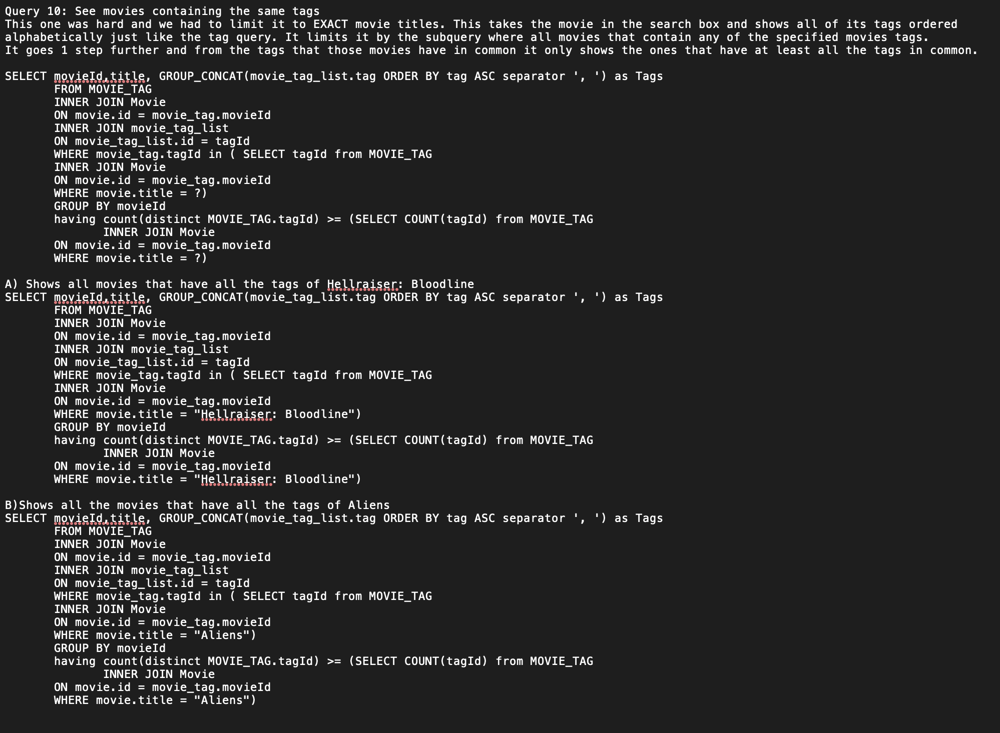 Query 10: See movies containing the same tags
This one was hard and we had to limit it to EXACT movie titles. This takes the movie in the search box and shows all of its tags ordered
alphabetically just like the tag query. It limits it by the subquery where all movies that contain any of the specified movies tags.
It goes 1 step further and from the tags that those movies have in common it only shows the ones that have at least all the tags in common.

SELECT movieId,title, GROUP_CONCAT(movie_tag_list.tag ORDER BY tag ASC separator ', ') as Tags
       FROM MOVIE_TAG
       INNER JOIN Movie
       ON movie.id = movie_tag.movieId
       INNER JOIN movie_tag_list
       ON movie_tag_list.id = tagId
       WHERE movie_tag.tagId in ( SELECT tagId from MOVIE_TAG
       INNER JOIN Movie
       ON movie.id = movie_tag.movieId
       WHERE movie.title = ?)
       GROUP BY movieId
       having count(distinct MOVIE_TAG.tagId) >= (SELECT COUNT(tagId) from MOVIE_TAG
              INNER JOIN Movie
       ON movie.id = movie_tag.movieId
       WHERE movie.title = ?)

A) Shows all movies that have all the tags of Hellraiser: Bloodline
SELECT movieId,title, GROUP_CONCAT(movie_tag_list.tag ORDER BY tag ASC separator ', ') as Tags
       FROM MOVIE_TAG
       INNER JOIN Movie
       ON movie.id = movie_tag.movieId
       INNER JOIN movie_tag_list
       ON movie_tag_list.id = tagId
       WHERE movie_tag.tagId in ( SELECT tagId from MOVIE_TAG
       INNER JOIN Movie
       ON movie.id = movie_tag.movieId
       WHERE movie.title = "Hellraiser: Bloodline")
       GROUP BY movieId
       having count(distinct MOVIE_TAG.tagId) >= (SELECT COUNT(tagId) from MOVIE_TAG
              INNER JOIN Movie
       ON movie.id = movie_tag.movieId
       WHERE movie.title = "Hellraiser: Bloodline")

B)Shows all the movies that have all the tags of Aliens
SELECT movieId,title, GROUP_CONCAT(movie_tag_list.tag ORDER BY tag ASC separator ', ') as Tags
       FROM MOVIE_TAG
       INNER JOIN Movie
       ON movie.id = movie_tag.movieId
       INNER JOIN movie_tag_list
       ON movie_tag_list.id = tagId
       WHERE movie_tag.tagId in ( SELECT tagId from MOVIE_TAG
       INNER JOIN Movie
       ON movie.id = movie_tag.movieId
       WHERE movie.title = "Aliens")
       GROUP BY movieId
       having count(distinct MOVIE_TAG.tagId) >= (SELECT COUNT(tagId) from MOVIE_TAG
              INNER JOIN Movie
       ON movie.id = movie_tag.movieId
       WHERE movie.title = "Aliens")